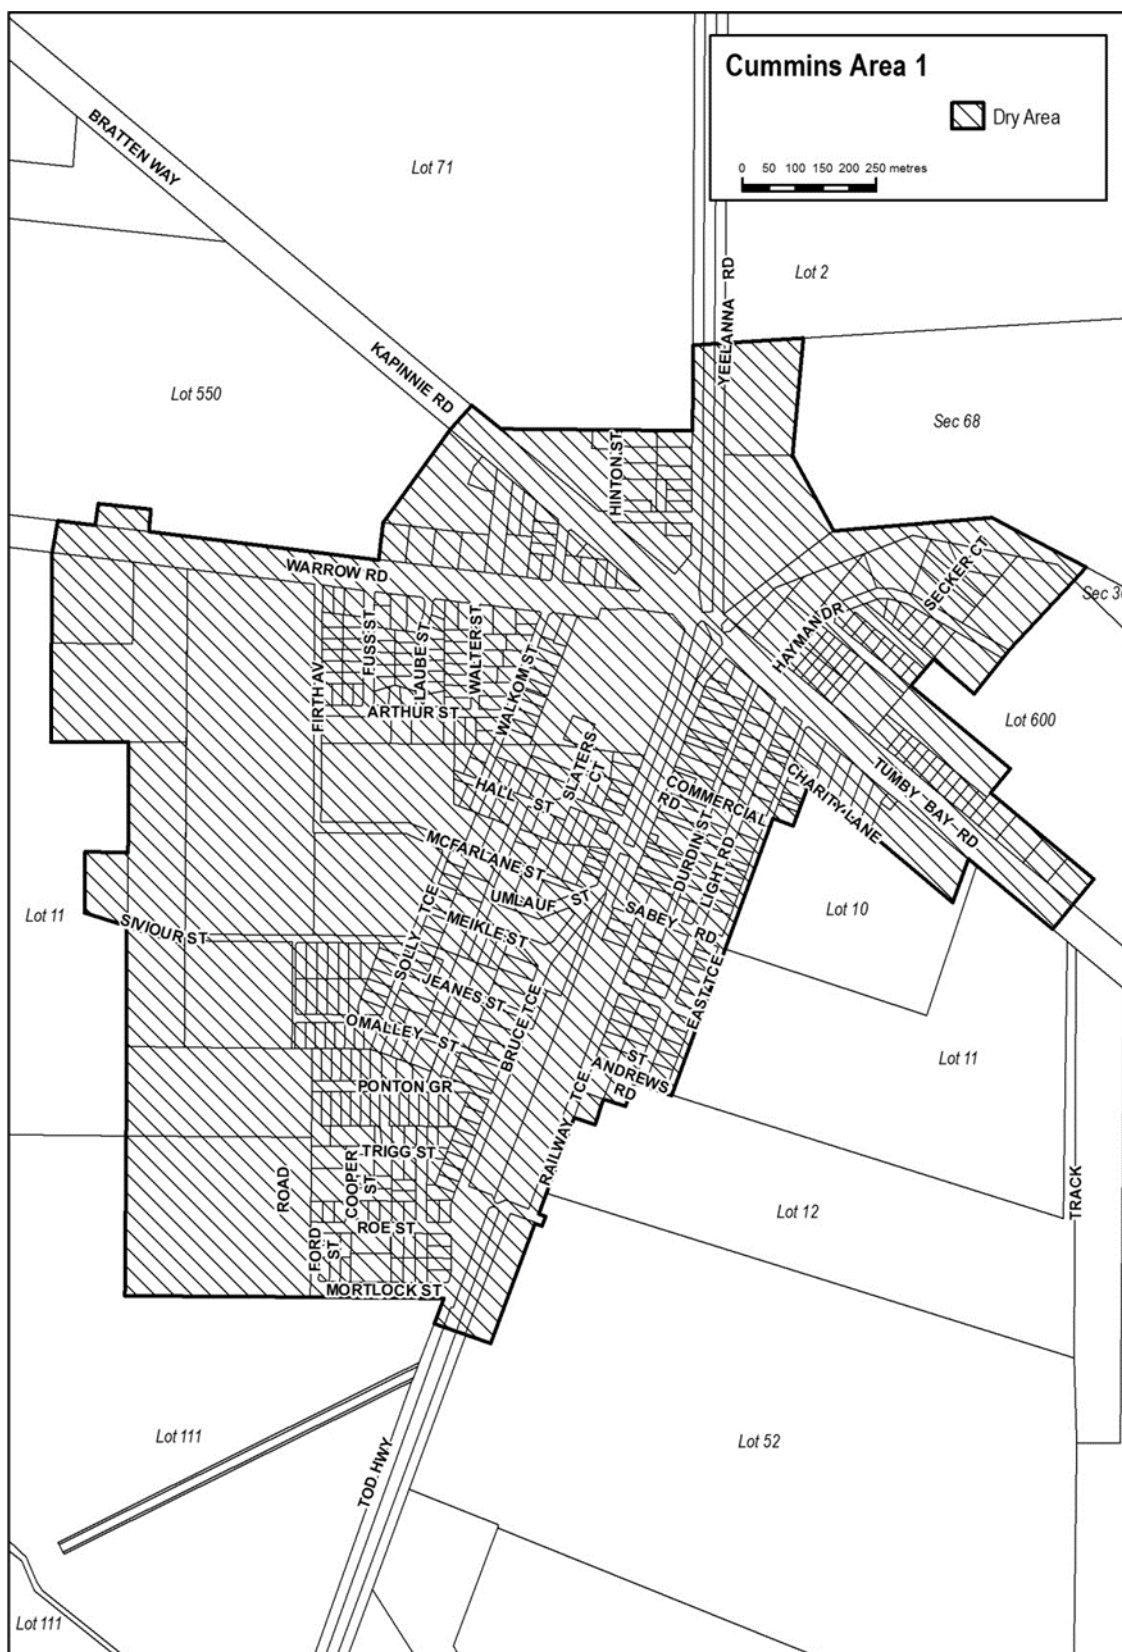 Cummins Area 1
Dry Area
0 50 100 150 200 250 metres
BRATTEN WAY
Lot 71
Lot 2
YEELANNA RD
KAPINNIE RD
Lot 550
Sec 68
HINTON ST
WARROW RD
SECKER CT
HAYMAN DR
FIRTH AV
FUSS ST
LAUBE ST
WALTER ST
WALKOM ST
ARTHUR ST
Lot 600
SLATERS
CT
HALL ST
COMMERCIAL
RD
CHARITY LANE
TUMBY BAY RD
DURDIN ST
LIGHT RD
MCFARLANE ST
UMLAUF ST
SABEY RD
Lot 10
Lot 11
SIVIOUR ST
SOLLY TCE
MEIKLE ST
JEANES ST
BRUCE TCE
EAST TCE
OMALLEY ST
ST
ANDREWS
RD
Lot 11
PONTON GR
RAILWAY TCE
TRIGG ST
COOPER
ST
ROAD
ROE ST
FORD
ST
MORTLOCK ST
Lot 12
TRACK
Lot 111
TOD HWY
Lot 52
Lot 111